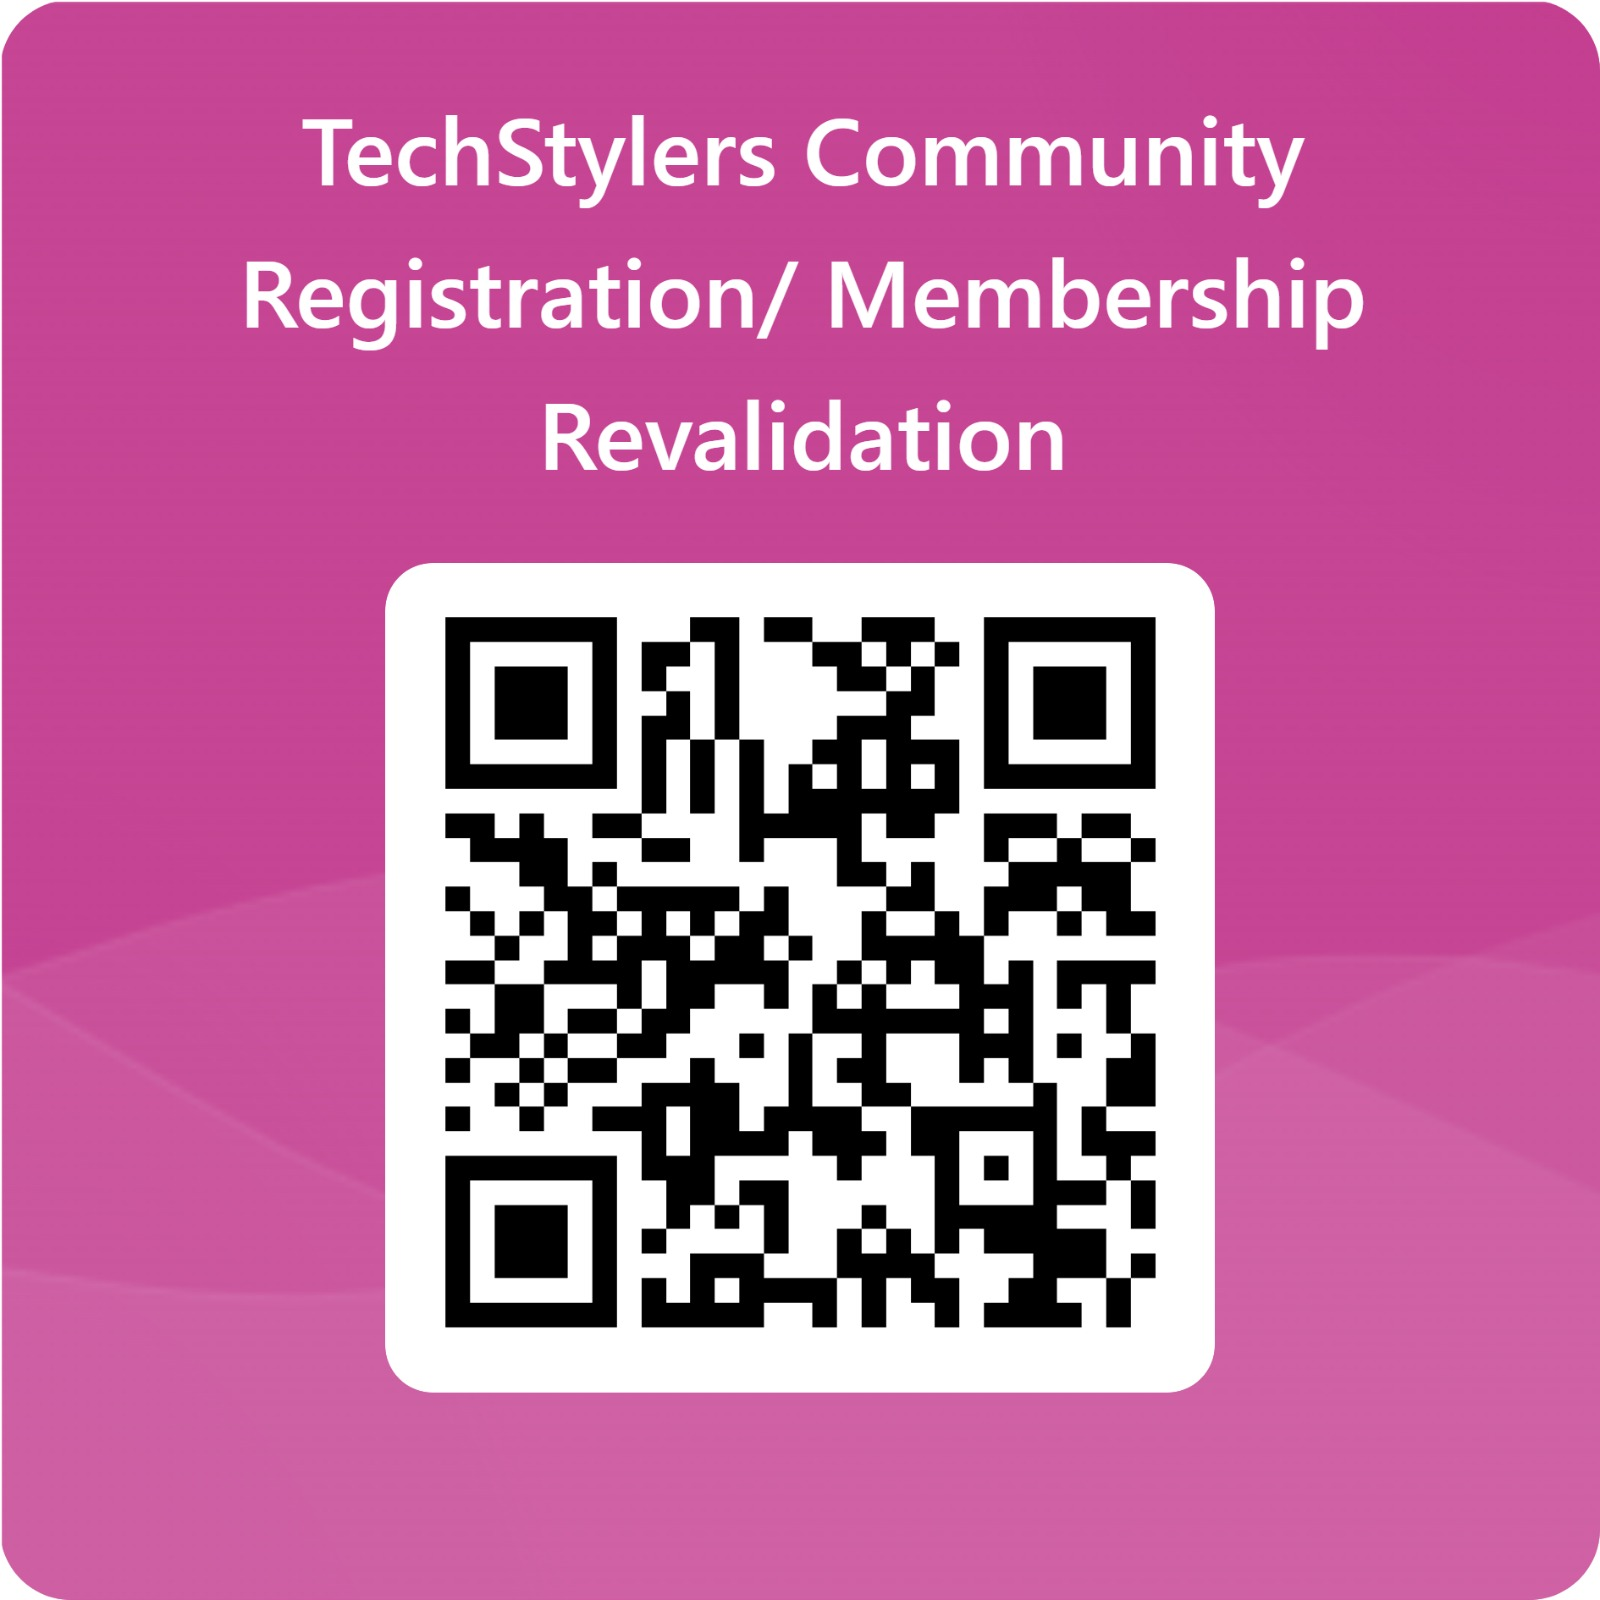 TechStylers Community
Registration/ Membership
Revalidation